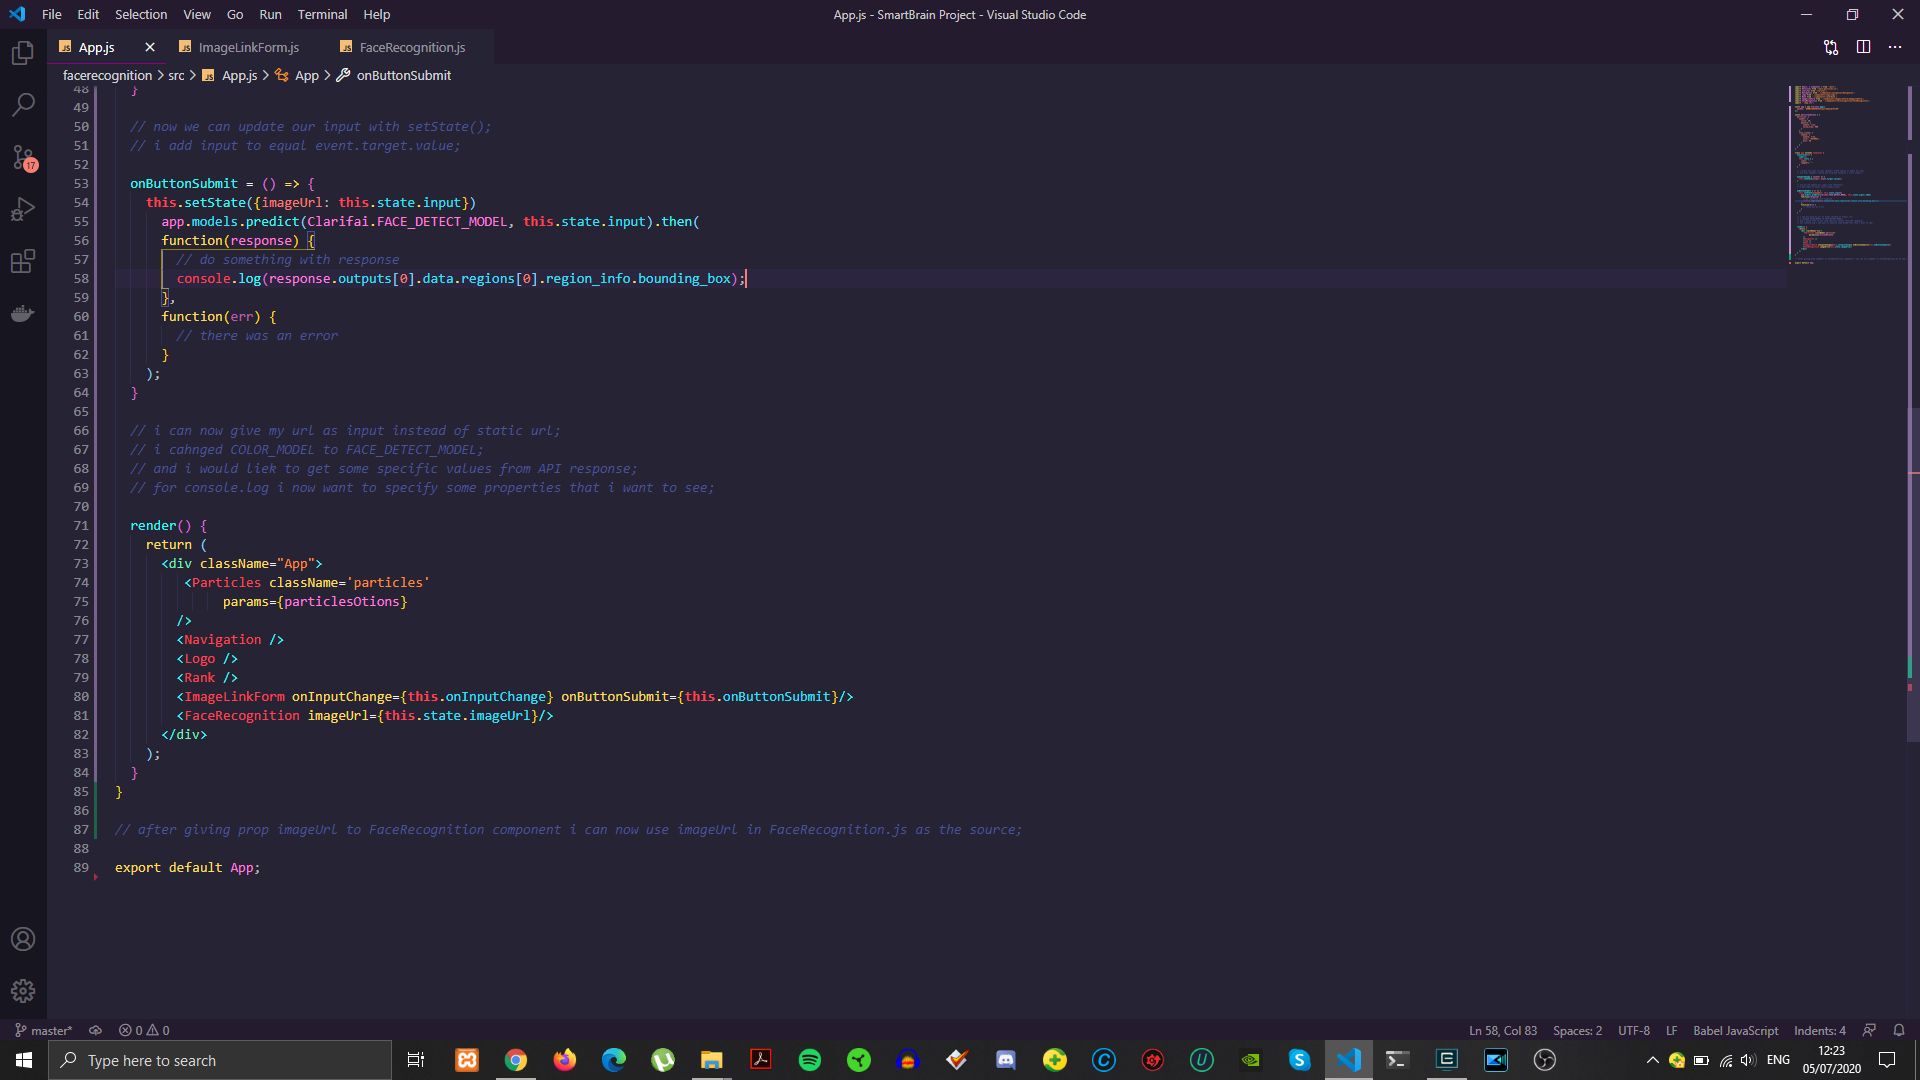 File Edit Selection View Go Run Terminal Help
App.js - SmartBrain Project - Visual Studio Code
JS App.js JS ImageLinkForm.js JS FaceRecognition.js
facerecognition > src > JS App.js > App > onButtonSubmit
48 }
49
50 // now we can update our input with setState();
51 // i add input to equal event.target.value;
52
53 onButtonSubmit = () => {
54 this.setState({imageUrl: this.state.input})
55 app.models.predict(Clarifai.FACE_DETECT_MODEL, this.state.input).then(
56 function(response) {
57 // do something with response
58 console.log(response.outputs[0].data.regions[0].region_info.bounding_box);
59 },
60 function(err) {
61 // there was an error
62 }
63 );
64 }
65
66 // i can now give my url as input instead of static url;
67 // i cahnged COLOR_MODEL to FACE_DETECT_MODEL;
68 // and i would liek to get some specific values from API response;
69 // for console.log i now want to specify some properties that i want to see;
70
71 render() {
72 return (
73 <div className="App">
74 <Particles className='particles'
75 params={particlesOtions}
76 />
77 <Navigation />
78 <Logo />
79 <Rank />
80 <ImageLinkForm onInputChange={this.onInputChange} onButtonSubmit={this.onButtonSubmit}/>
81 <FaceRecognition imageUrl={this.state.imageUrl}/>
82 </div>
83 );
84 }
85 }
86
87 // after giving prop imageUrl to FaceRecognition component i can now use imageUrl in FaceRecognition.js as the source;
88
89 export default App;
17
master* 0 0
Ln 58, Col 83 Spaces: 2 UTF-8 LF Babel JavaScript Indents: 4
Type here to search
ENG
12:23
05/07/2020